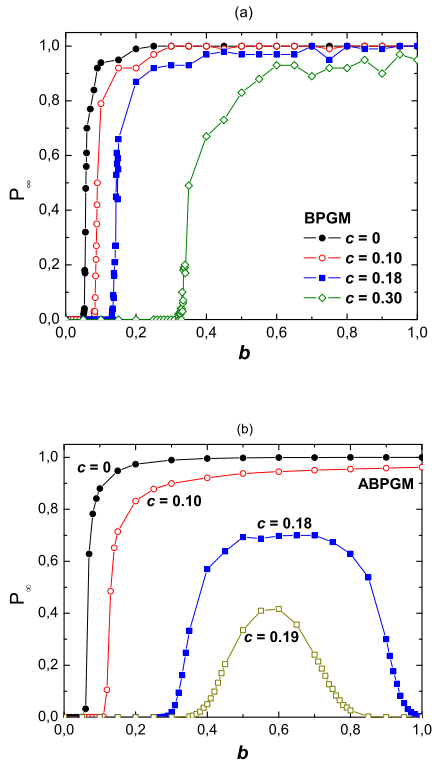 (a)
1,0
0,8
0,6
0,4
0,2
0,0
P∞
BPGM
c = 0
c = 0.10
c = 0.18
c = 0.30
0,0 0,2 0,4 0,6 0,8 1,0
b
(b)
1,0
0,8
0,6
0,4
0,2
0,0
P∞
c = 0
c = 0.10
ABPGM
c = 0.18
c = 0.19
0,0 0,2 0,4 0,6 0,8 1,0
b